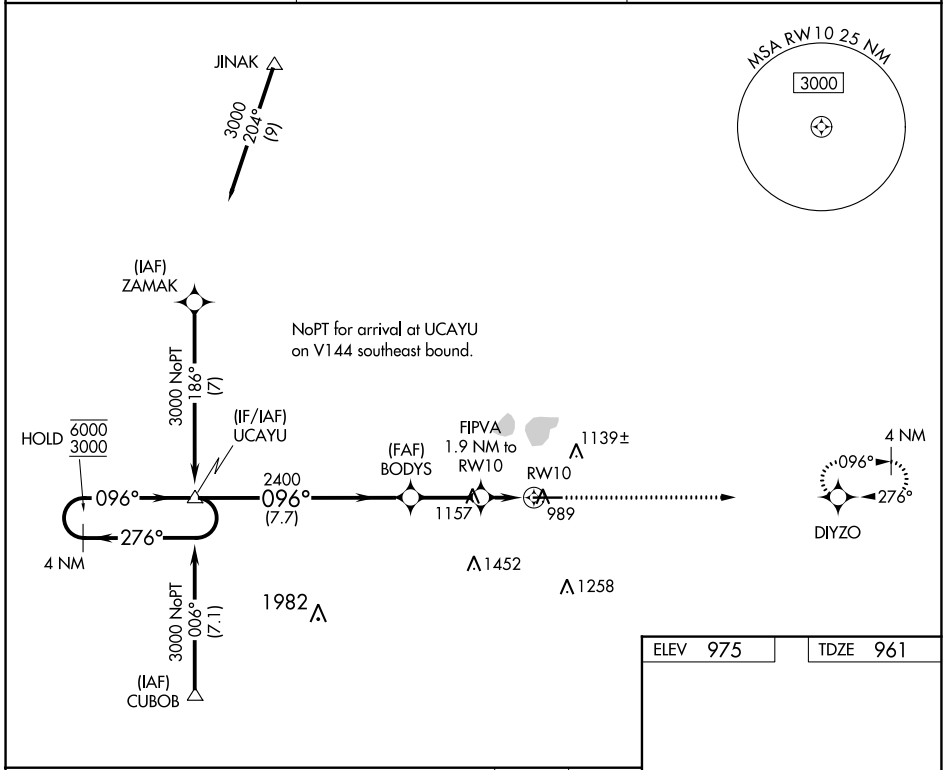 JINAK
3000
204°
(9)
MSA RW10 25 NM
3000
(IAF)
ZAMAK
NoPT for arrival at UCAYU
on V144 southeast bound.
3000 NoPT
186°
(7)
HOLD
6000
3000
(IF/IAF)
UCAYU
(FAF)
BODYS
FIPVA
1.9 NM to
RW10
1139±
RW10
4 NM
096°
276°
DIYZO
096°
2400
096°
(7.7)
1157
989
276°
4 NM
1452
1258
1982
3000 NoPT
006°
(7.1)
(IAF)
CUBOB
ELEV 975
TDZE 961